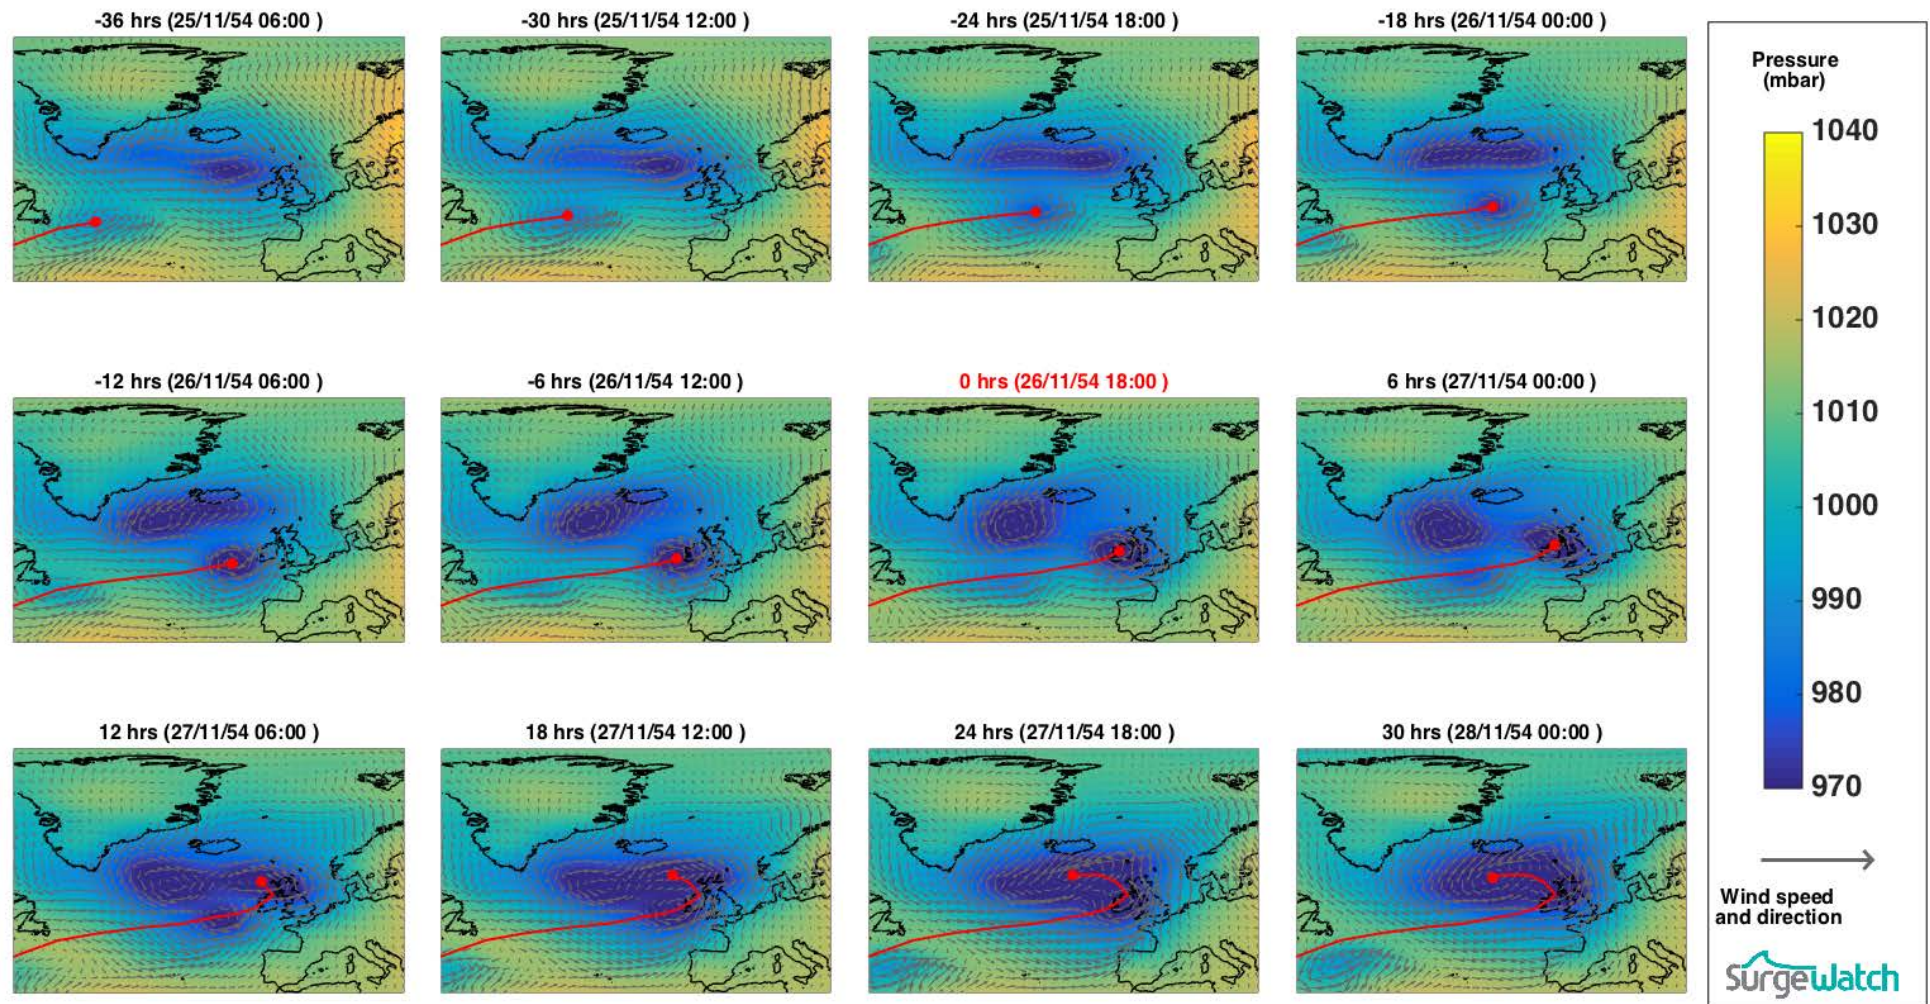 -36 hrs (25/11/54 06:00 )
-30 hrs (25/11/54 12:00 )
-24 hrs (25/11/54 18:00 )
-18 hrs (26/11/54 00:00 )
-12 hrs (26/11/54 06:00 )
-6 hrs (26/11/54 12:00 )
0 hrs (26/11/54 18:00 )
6 hrs (27/11/54 00:00 )
12 hrs (27/11/54 06:00 )
18 hrs (27/11/54 12:00 )
24 hrs (27/11/54 18:00 )
30 hrs (28/11/54 00:00 )
Pressure
(mbar)
1040
1030
1020
1010
1000
990
980
970
Wind speed
and direction
SurgeWatch